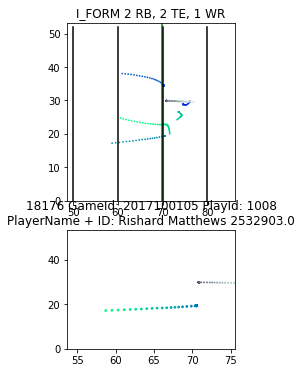 I_FORM 2 RB, 2 TE, 1 WR
50
40
30
20
10
0
50 60 70 80
18176 GameId: 2017100105 PlayId: 1008
PlayerName + ID: Rishard Matthews 2532903.0
40
20
0
55 60 65 70 75